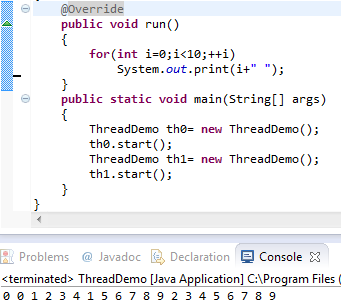 @Override
public void run()
{
for(int i=0;i<10;++i)
System.out.print(i+" ");
}
public static void main(String[] args)
{
ThreadDemo th0= new ThreadDemo();
th0.start();
ThreadDemo th1= new ThreadDemo();
th1.start();
}
}
Problems @ Javadoc Declaration Console
<terminated> ThreadDemo [Java Application] C:\Program Files (
0 0 1 2 3 4 1 5 6 7 8 9 2 3 4 5 6 7 8 9